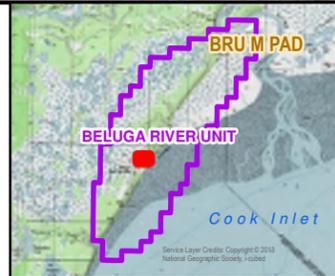 BRU M PAD
BELUGA RIVER UNIT
Cook Inlet
Service Layer Credits: Copyright:© 2013
National Geographic Society, i-cubed